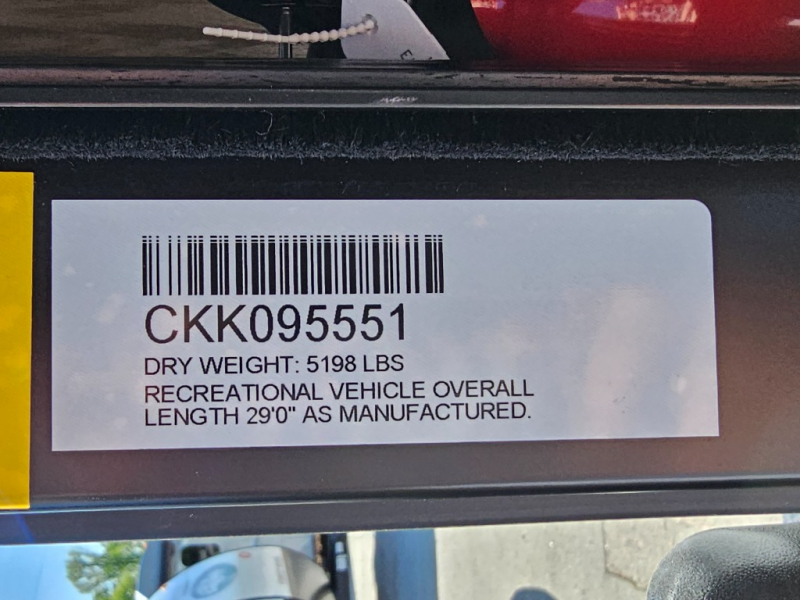 CKK095551
DRY WEIGHT: 5198 LBS
RECREATIONAL VEHICLE OVERALL
LENGTH 29'0" AS MANUFACTURED.